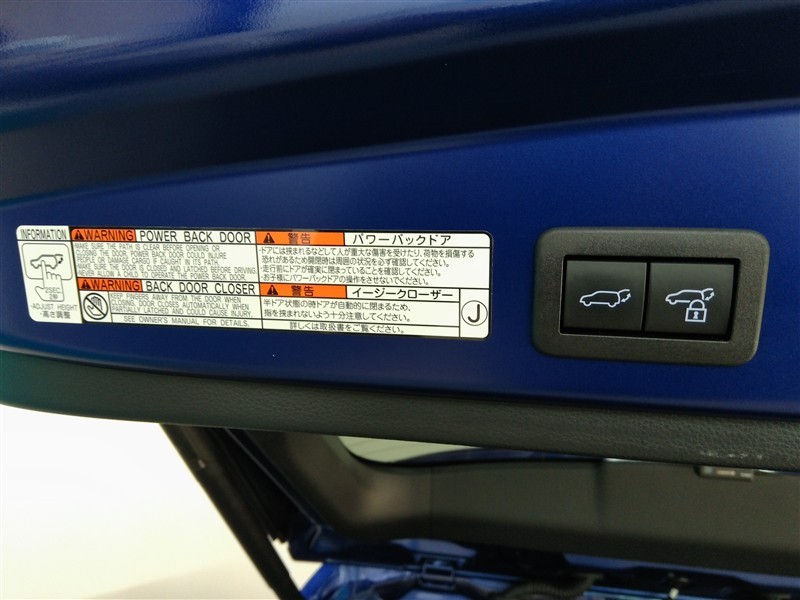 INFORMATION
2SEC.
2秒
·ADJUST HEIGHT
·高さ調整
WARNING POWER BACK DOOR
MAKE SURE THE PATH IS CLEAR BEFORE OPENING OR
CLOSING THE DOOR. POWER BACK DOOR COULD INJURE
PEOPLE OR DAMAGE CARGO IF CAUGHT IN ITS PATH.
MAKE SURE THE DOOR IS CLOSED AND LATCHED BEFORE DRIVING.
NEVER ALLOW A CHILD TO OPERATE THE POWER BACK DOOR.
WARNING BACK DOOR CLOSER
KEEP FINGERS AWAY FROM THE DOOR WHEN
CLOSING. DOOR CLOSES AUTOMATICALLY WHEN
PARTIALLY LATCHED AND COULD CAUSE INJURY.
SEE OWNER'S MANUAL FOR DETAILS.
警告 パワーバックドア
·ドアにはさまれるなどして人が重大な傷害を受けたり、荷物を損傷する
恐れがあるため開閉時は周囲の状況を必ず確認してください。
·走行前にドアが確実に閉まっていることを確認してください。
·お子様にパワーバックドアの操作をさせないでください。
警告 イージークローザー
半ドア状態の時ドアが自動的に閉まるため、
指を挟まれないよう十分注意してください。
詳しくは取扱書をご覧ください。
J